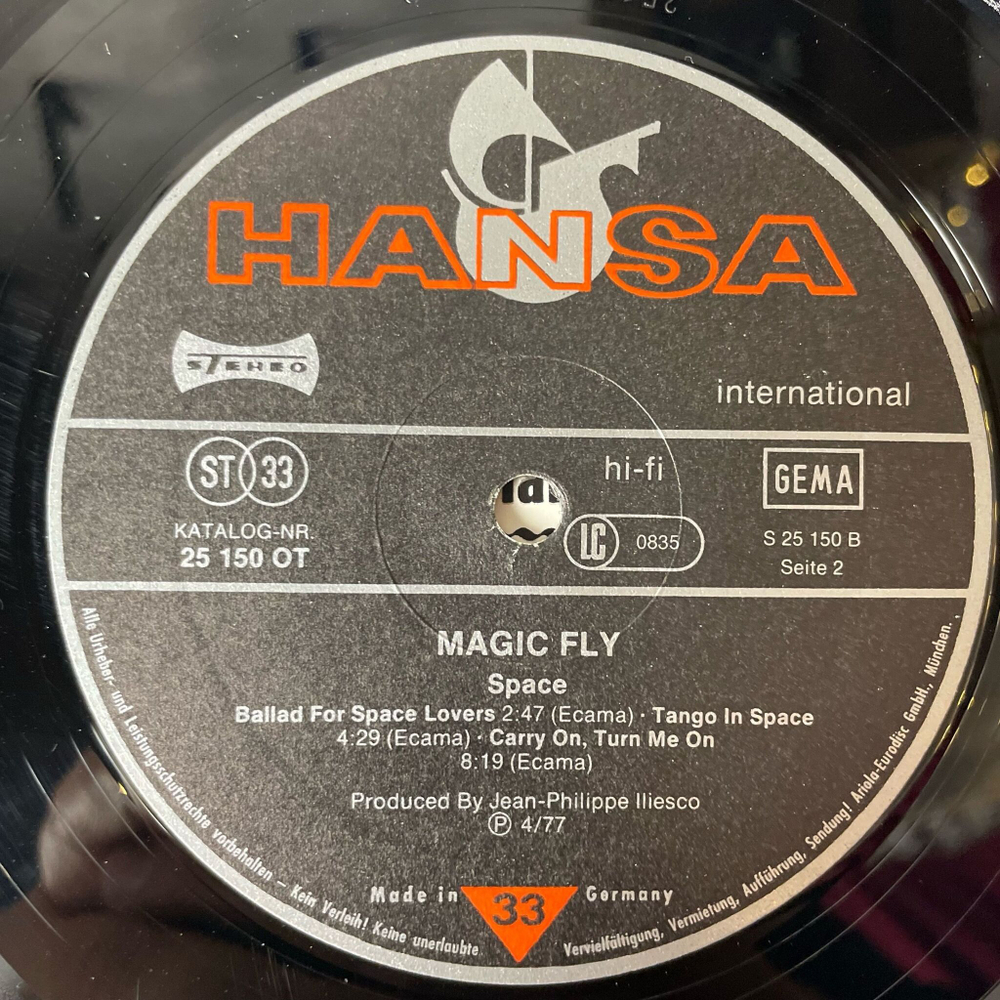 HANSA
STEREO
international
ST 33
hi-fi
GEMA
KATALOG-NR.
25 150 OT
LC 0835
S 25 150 B
Seite 2
MAGIC FLY
Space
Ballad For Space Lovers 2:47 (Ecama) · Tango In Space
4:29 (Ecama) · Carry On, Turn Me On
8:19 (Ecama)
Produced By Jean-Philippe Iliesco
Ⓟ 4/77
Made in 33 Germany
Alle Urheber- und Leistungsschutzrechte vorbehalten – Kein Verleih! Keine unerlaubte Vervielfältigung, Vermietung, Aufführung, Sendung! Ariola-Eurodisc GmbH., München.